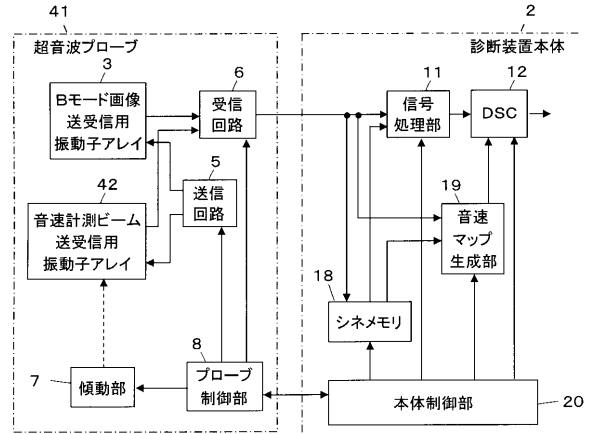 41
2
超音波プローブ
診断装置本体
3
Bモード画像
送受信用
振動子アレイ
6
受信
回路
11
信号
処理部
12
DSC
5
送信
回路
42
音速計測ビーム
送受信用
振動子アレイ
19
音速
マップ
生成部
18
シネメモリ
7
傾動部
8
プローブ
制御部
本体制御部
20